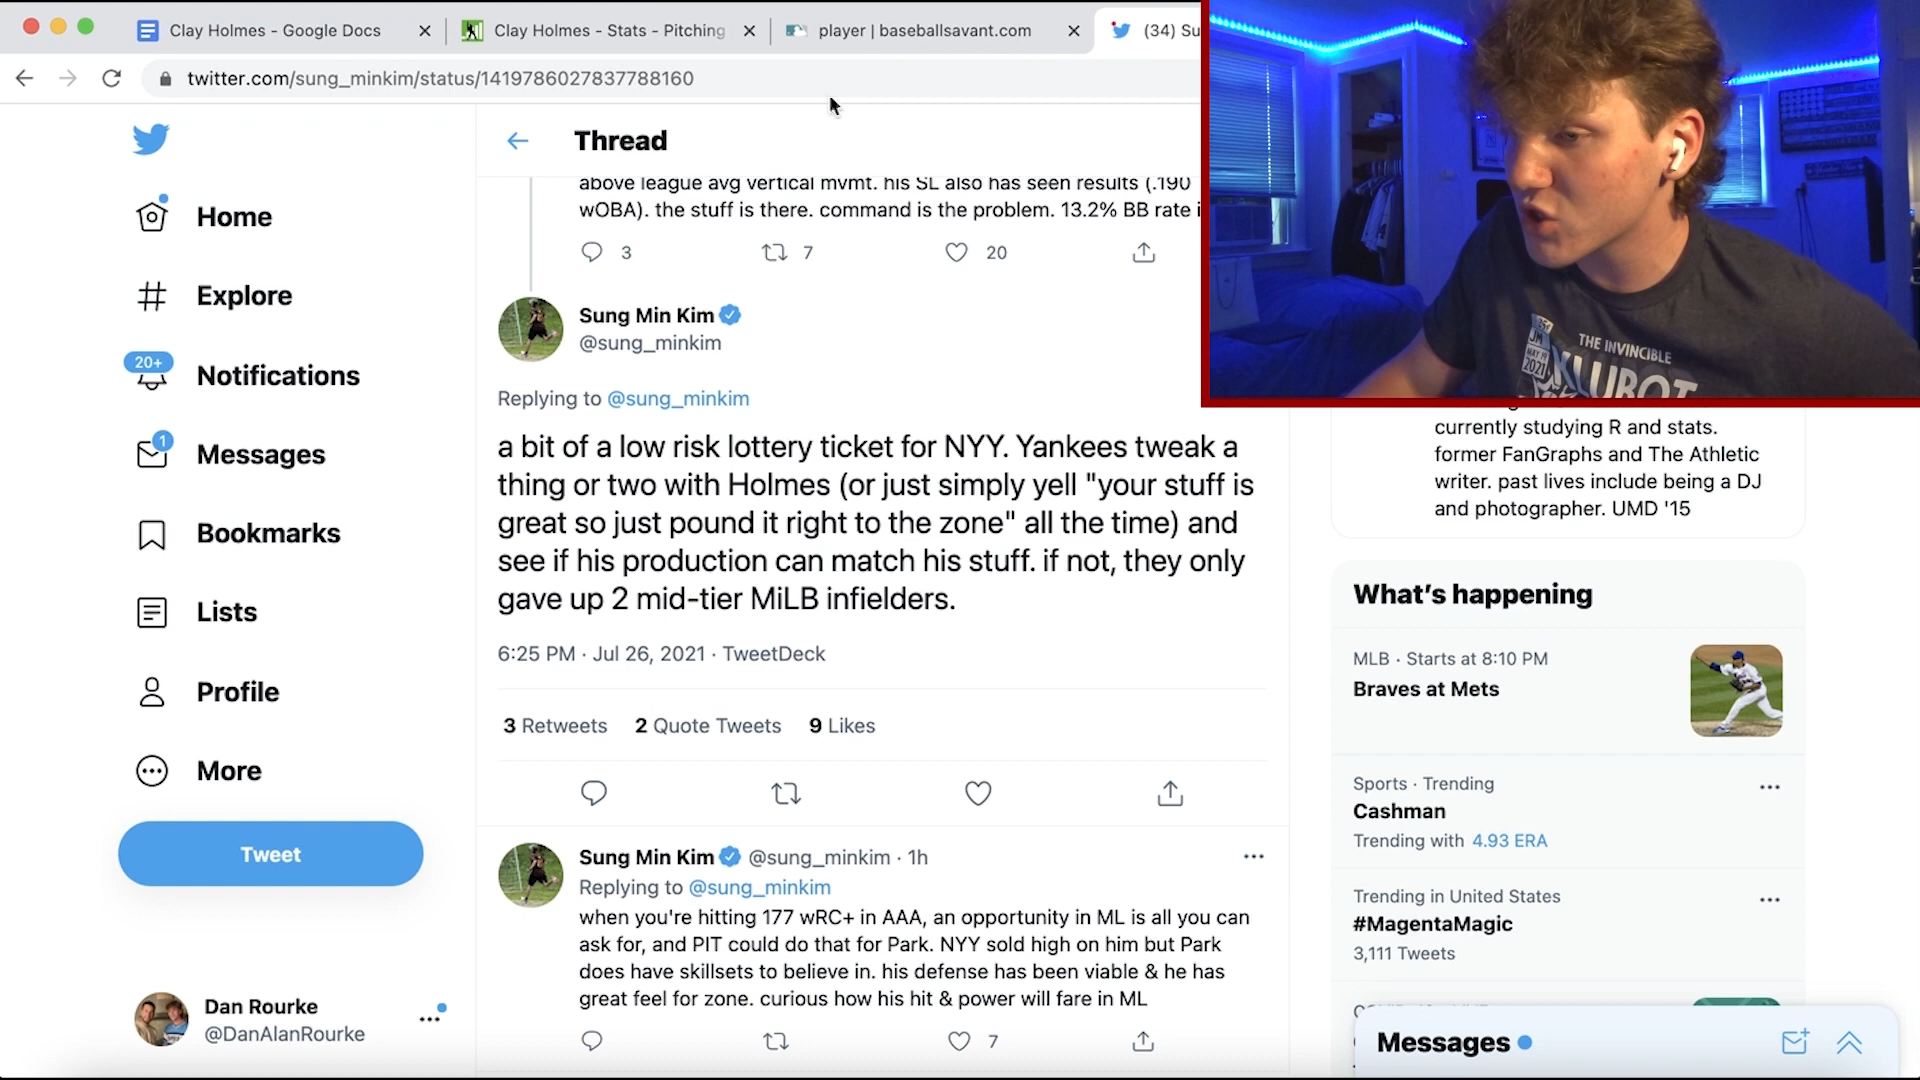 Clay Holmes - Google Docs
Clay Holmes - Stats - Pitching
player | baseballsavant.com
(34) Su
twitter.com/sung_minkim/status/1419786027837788160
Home
Explore
20+
Notifications
1
Messages
Bookmarks
Lists
Profile
More
Tweet
Dan Rourke
@DanAlanRourke
Thread
above league avg vertical mvmt. his SL also has seen results (.190
wOBA). the stuff is there. command is the problem. 13.2% BB rate i
3 7 20
Sung Min Kim
@sung_minkim
Replying to @sung_minkim
a bit of a low risk lottery ticket for NYY. Yankees tweak a
thing or two with Holmes (or just simply yell "your stuff is
great so just pound it right to the zone" all the time) and
see if his production can match his stuff. if not, they only
gave up 2 mid-tier MiLB infielders.
6:25 PM · Jul 26, 2021 · TweetDeck
3 Retweets 2 Quote Tweets 9 Likes
Sung Min Kim @sung_minkim · 1h
Replying to @sung_minkim
when you're hitting 177 wRC+ in AAA, an opportunity in ML is all you can
ask for, and PIT could do that for Park. NYY sold high on him but Park
does have skillsets to believe in. his defense has been viable & he has
great feel for zone. curious how his hit & power will fare in ML
7
THE INVINCIBLE
KLUBOT
MAY 19
2021
currently studying R and stats.
former FanGraphs and The Athletic
writer. past lives include being a DJ
and photographer. UMD '15
What's happening
MLB · Starts at 8:10 PM
Braves at Mets
Sports · Trending
Cashman
Trending with 4.93 ERA
Trending in United States
#MagentaMagic
3,111 Tweets
Messages